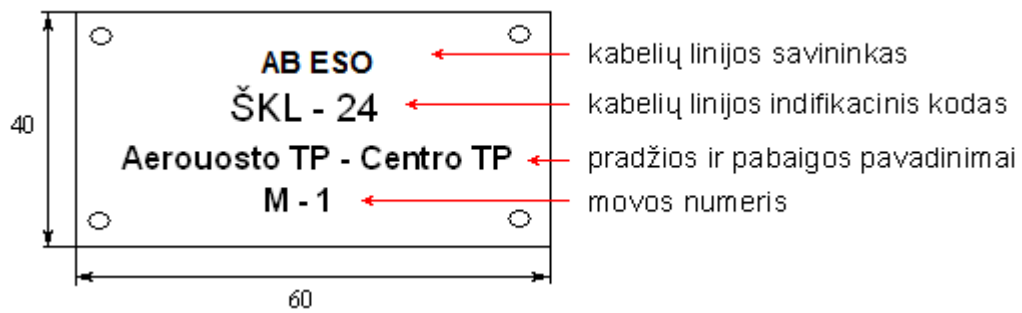 AB ESO
kabelių linijos savininkas
ŠKL - 24
kabelių linijos indifikacinis kodas
40
Aerouosto TP - Centro TP
pradžios ir pabaigos pavadinimai
M - 1
movos numeris
60